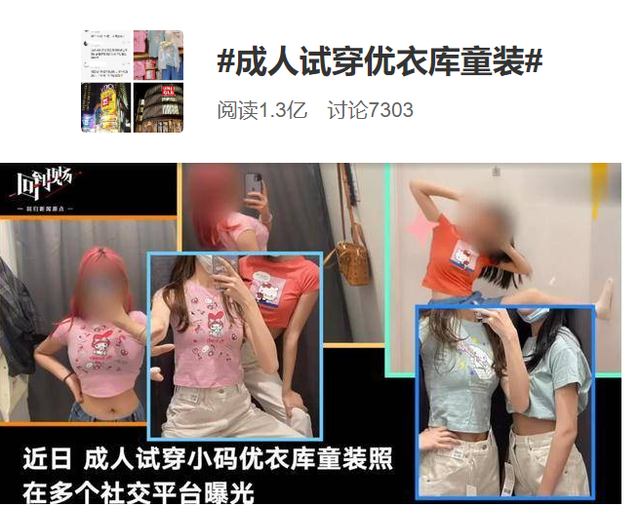 #成人试穿优衣库童装#
阅读1.3亿 讨论7303
回到现场
近日 成人试穿小码优衣库童装照
在多个社交平台曝光